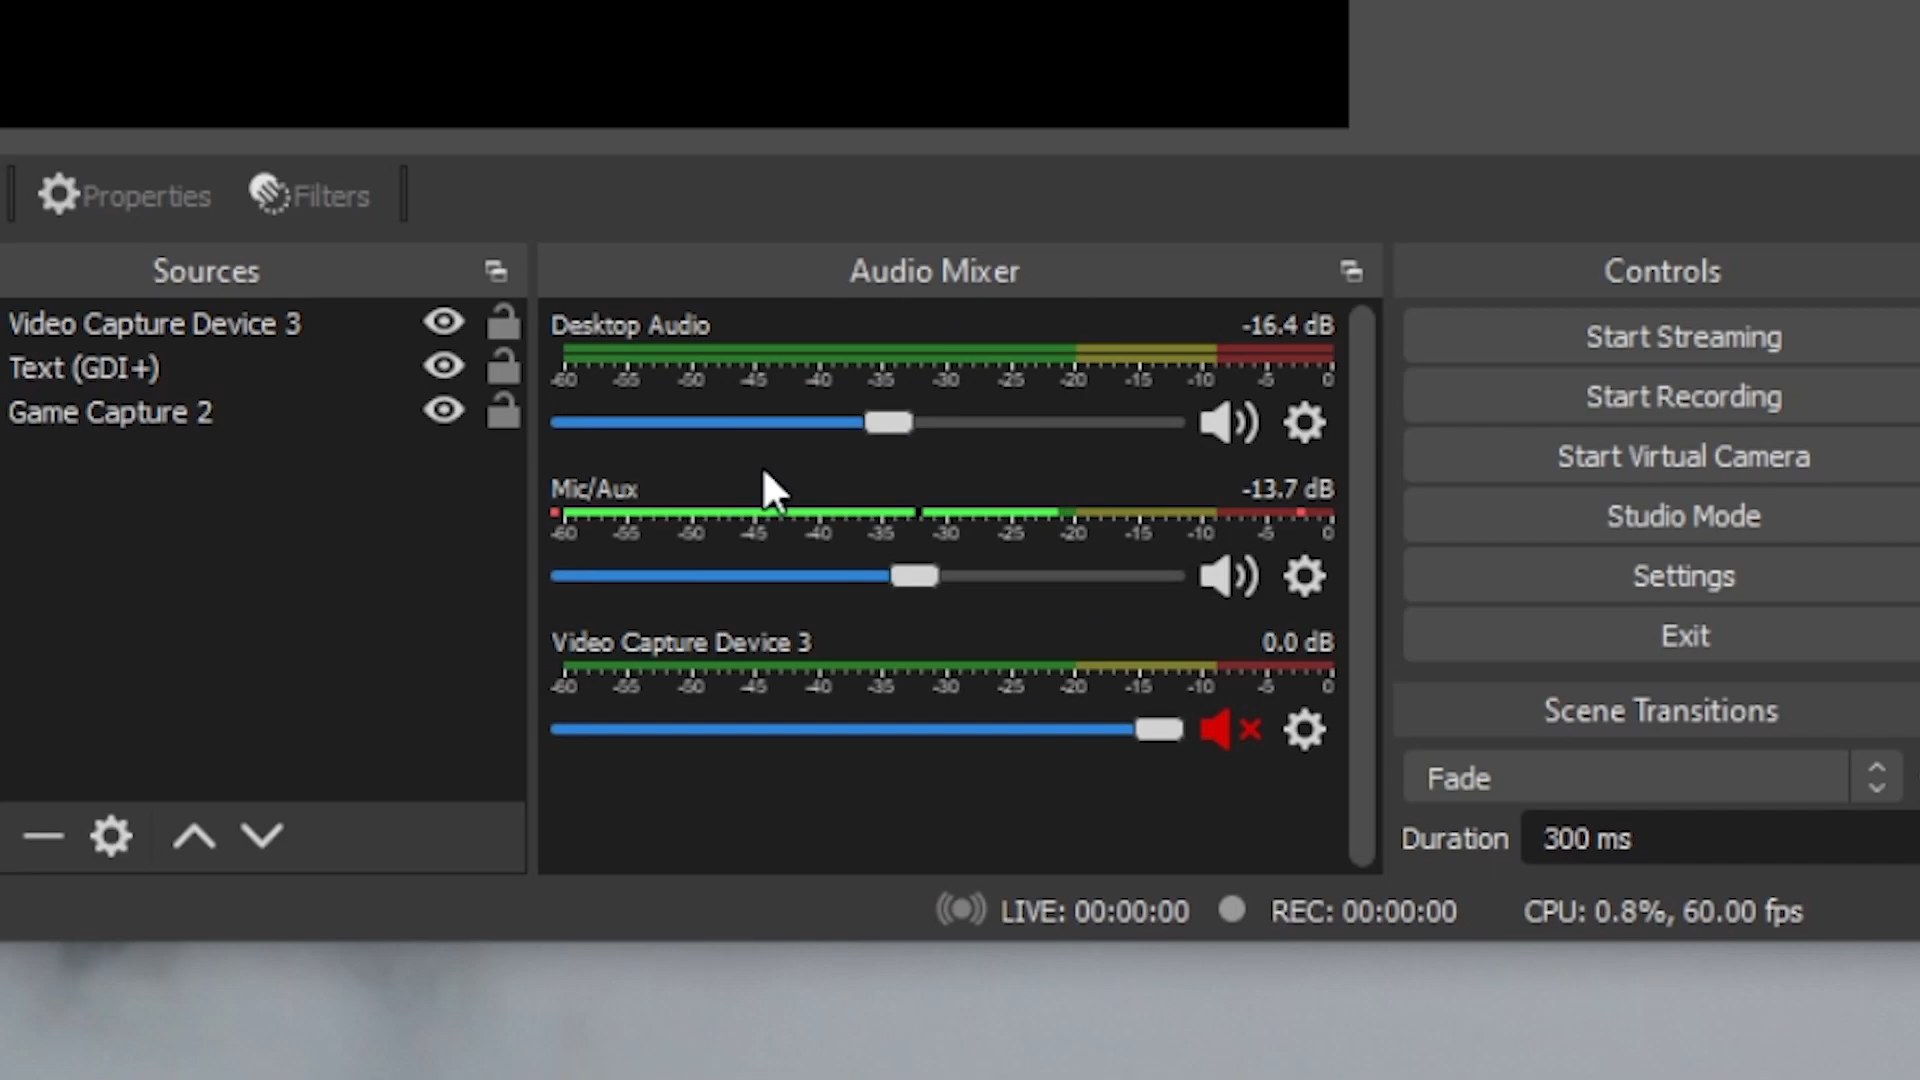 Properties
Filters
Sources
Video Capture Device 3
Text (GDI+)
Game Capture 2
Audio Mixer
Desktop Audio
-16.4 dB
-60 -55 -50 -45 -40 -35 -30 -25 -20 -15 -10 -5 0
Mic/Aux
-13.7 dB
-60 -55 -50 -45 -40 -35 -30 -25 -20 -15 -10 -5 0
Video Capture Device 3
0.0 dB
-60 -55 -50 -45 -40 -35 -30 -25 -20 -15 -10 -5 0
Controls
Start Streaming
Start Recording
Start Virtual Camera
Studio Mode
Settings
Exit
Scene Transitions
Fade
Duration 300 ms
LIVE: 00:00:00 REC: 00:00:00 CPU: 0.8%, 60.00 fps